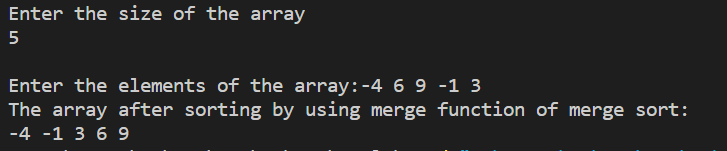 Enter the size of the array
5
Enter the elements of the array:-4 6 9 -1 3
The array after sorting by using merge function of merge sort:
-4 -1 3 6 9